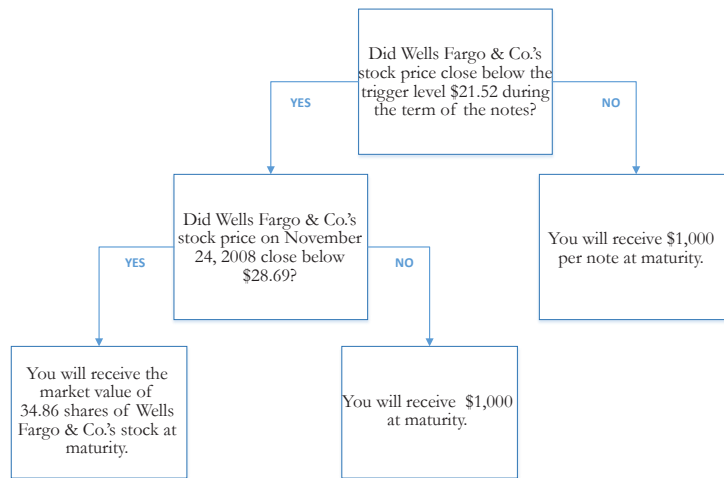 Did Wells Fargo & Co.'s
stock price close below the
trigger level $21.52 during
the term of the notes?
YES
NO
Did Wells Fargo & Co.'s
stock price on November
24, 2008 close below
$28.69?
You will receive $1,000
per note at maturity.
YES
NO
You will receive the
market value of
34.86 shares of Wells
Fargo & Co.'s stock at
maturity.
You will receive $1,000
at maturity.